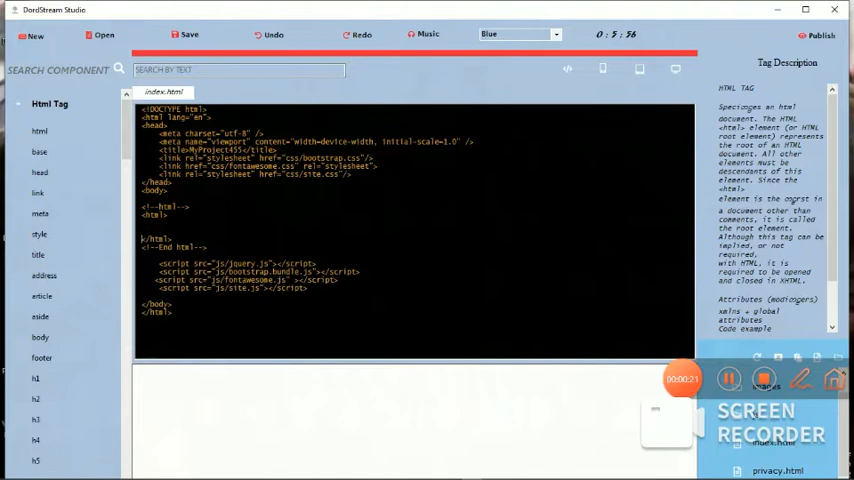 DordStream Studio
New
Open
Save
Undo
Redo
Music
Blue
0 : 5 : 56
Publish
SEARCH COMPONENT
SEARCH BY TEXT
Tag Description
index.html
Html Tag
html
base
head
link
meta
style
title
address
article
aside
body
footer
h1
h2
h3
h4
h5
<!DOCTYPE html>
<html lang="en">
<head>
<meta charset="utf-8" />
<meta name="viewport" content="width=device-width, initial-scale=1.0" />
<title>MyProject455</title>
<link rel="stylesheet" href="css/bootstrap.css"/>
<link href="css/fontawesome.css" rel="stylesheet">
<link rel="stylesheet" href="css/site.css"/>
</head>
<body>
<!--html-->
<html>
</html>
<!--End html-->
<script src="js/jquery.js"></script>
<script src="js/bootstrap.bundle.js"></script>
<script src="js/fontawesome.js" ></script>
<script src="js/site.js"></script>
</body>
</html>
HTML TAG
an html
document. The HTML
<html> element (or HTML
root element) represents
the root of an HTML
document. All other
elements must be
descendants of this
element. Since the
<html>
element is the in
a document other than
comments, it is called
the root element.
Although this tag can be
implied, or not
required,
with HTML, it is
required to be opened
and closed in XHTML.
Attributes
xmlns + global
attributes
Code example
00:00:21
images
SCREEN
RECORDER
index.html
privacy.html